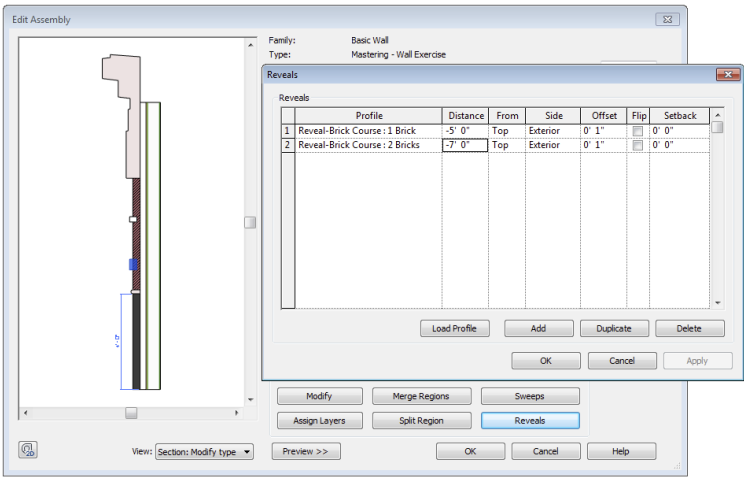 Edit Assembly
Family: Basic Wall
Type: Mastering - Wall Exercise
Reveals
Reveals
Profile Distance From Side Offset Flip Setback
1 Reveal-Brick Course : 1 Brick -5' 0" Top Exterior 0' 1" 0' 0"
2 Reveal-Brick Course : 2 Bricks -7' 0" Top Exterior 0' 1" 0' 0"
Load Profile Add Duplicate Delete
OK Cancel Apply
Modify Merge Regions Sweeps
Assign Layers Split Region Reveals
2D View: Section: Modify type Preview >> OK Cancel Help